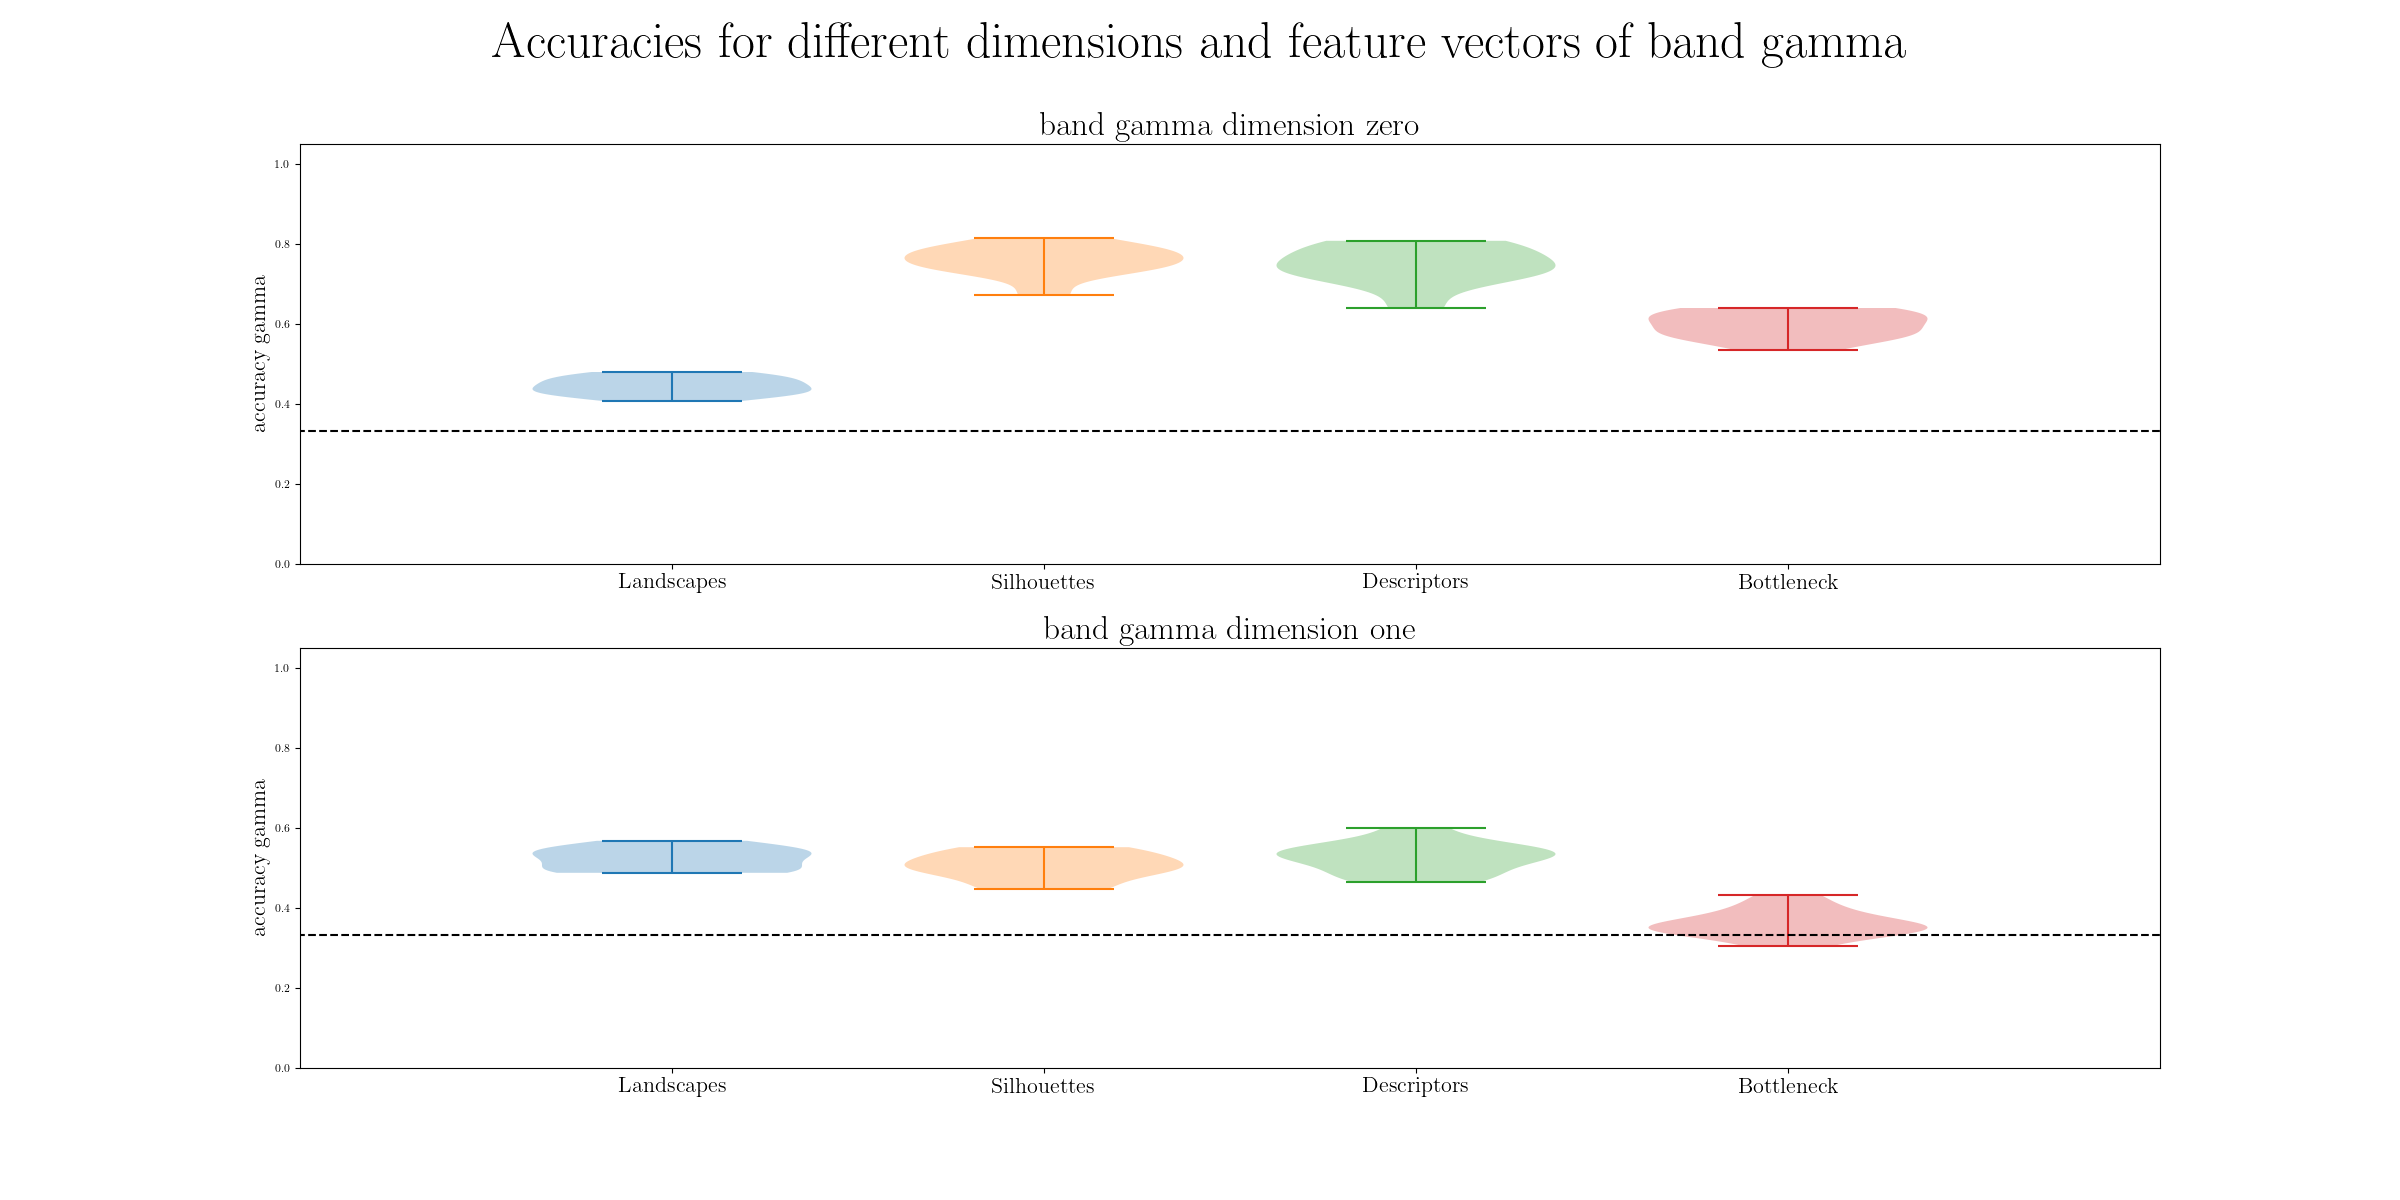 Accuracies for different dimensions and feature vectors of band gamma
band gamma dimension zero
1.0
0.8
0.6
0.4
0.2
0.0
accuracy gamma
Landscapes Silhouettes Descriptors Bottleneck
band gamma dimension one
1.0
0.8
0.6
0.4
0.2
0.0
accuracy gamma
Landscapes Silhouettes Descriptors Bottleneck